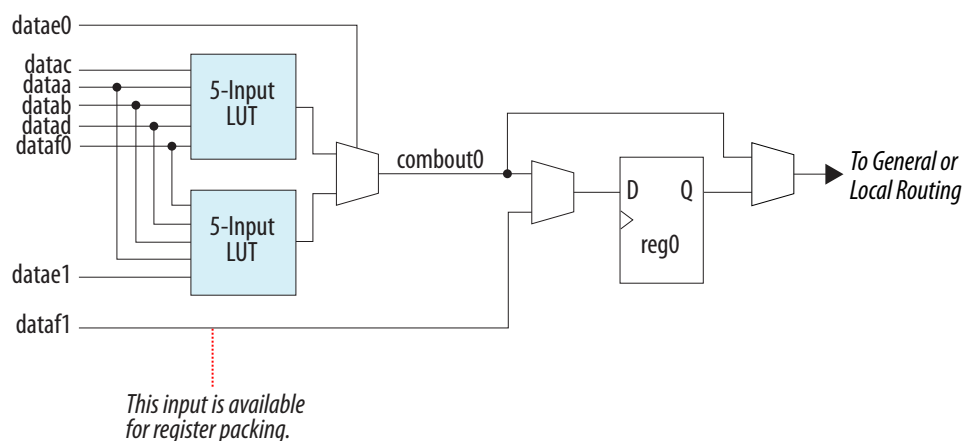 datae0
datac
dataa
datab
datad
dataf0
5-Input
LUT
combout0
5-Input
LUT
datae1
dataf1
D Q
reg0
To General or
Local Routing
This input is available
for register packing.